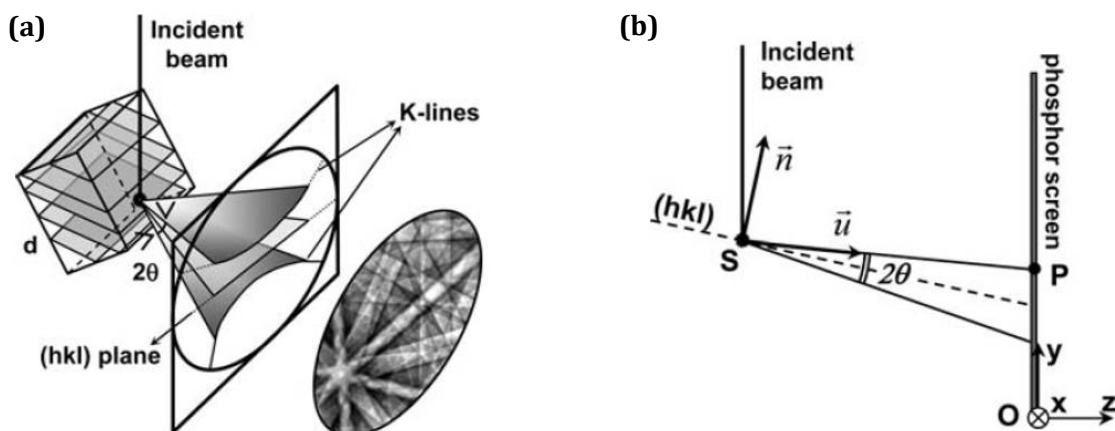 (a)
Incident
beam
K-lines
d
2θ
(hkl) plane
(b)
Incident
beam
phosphor screen
n⃗
(hkl)
u⃗
S
2θ
P
y
O
x
z